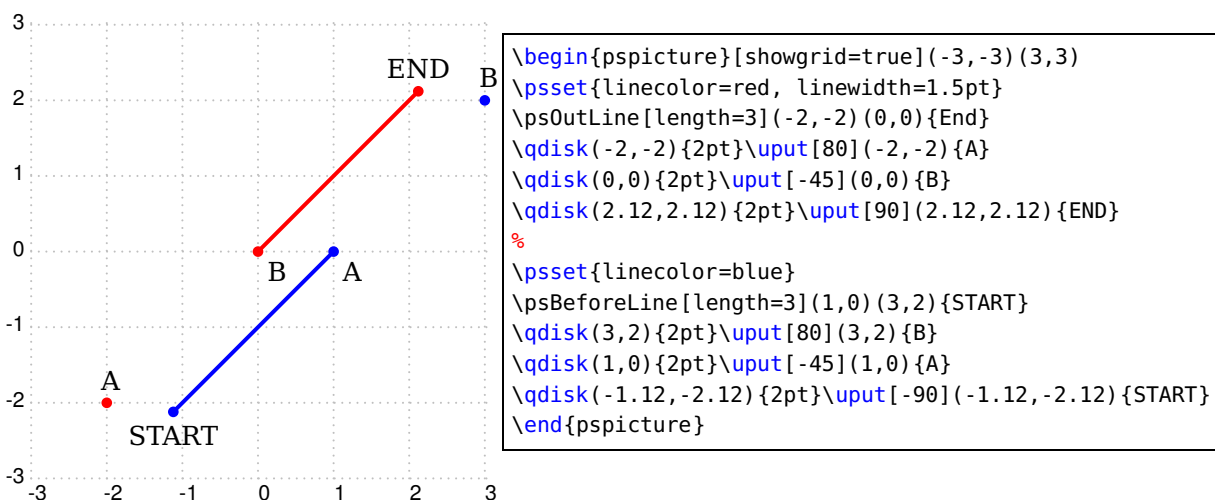 3
END
B
2
1
0
B
A
-1
A
-2
START
-3
-3
-2
-1
0
1
2
3
\begin{pspicture}[showgrid=true](-3,-3)(3,3)
\psset{linecolor=red, linewidth=1.5pt}
\psOutLine[length=3](-2,-2)(0,0){End}
\qdisk(-2,-2){2pt}\uput[80](-2,-2){A}
\qdisk(0,0){2pt}\uput[-45](0,0){B}
\qdisk(2.12,2.12){2pt}\uput[90](2.12,2.12){END}
%
\psset{linecolor=blue}
\psBeforeLine[length=3](1,0)(3,2){START}
\qdisk(3,2){2pt}\uput[80](3,2){B}
\qdisk(1,0){2pt}\uput[-45](1,0){A}
\qdisk(-1.12,-2.12){2pt}\uput[-90](-1.12,-2.12){START}
\end{pspicture}